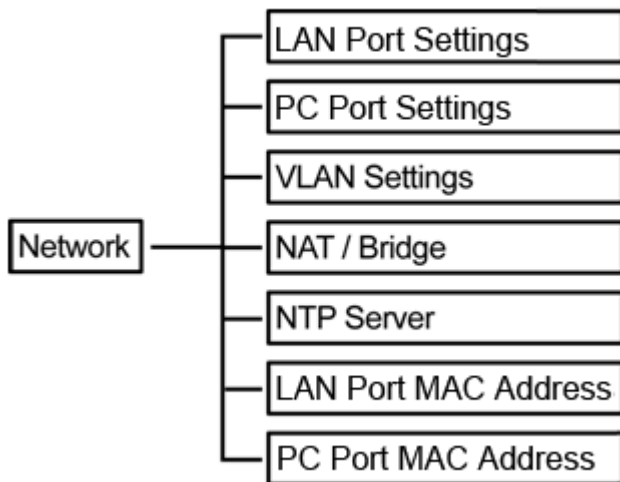 LAN Port Settings
PC Port Settings
VLAN Settings
Network
NAT / Bridge
NTP Server
LAN Port MAC Address
PC Port MAC Address